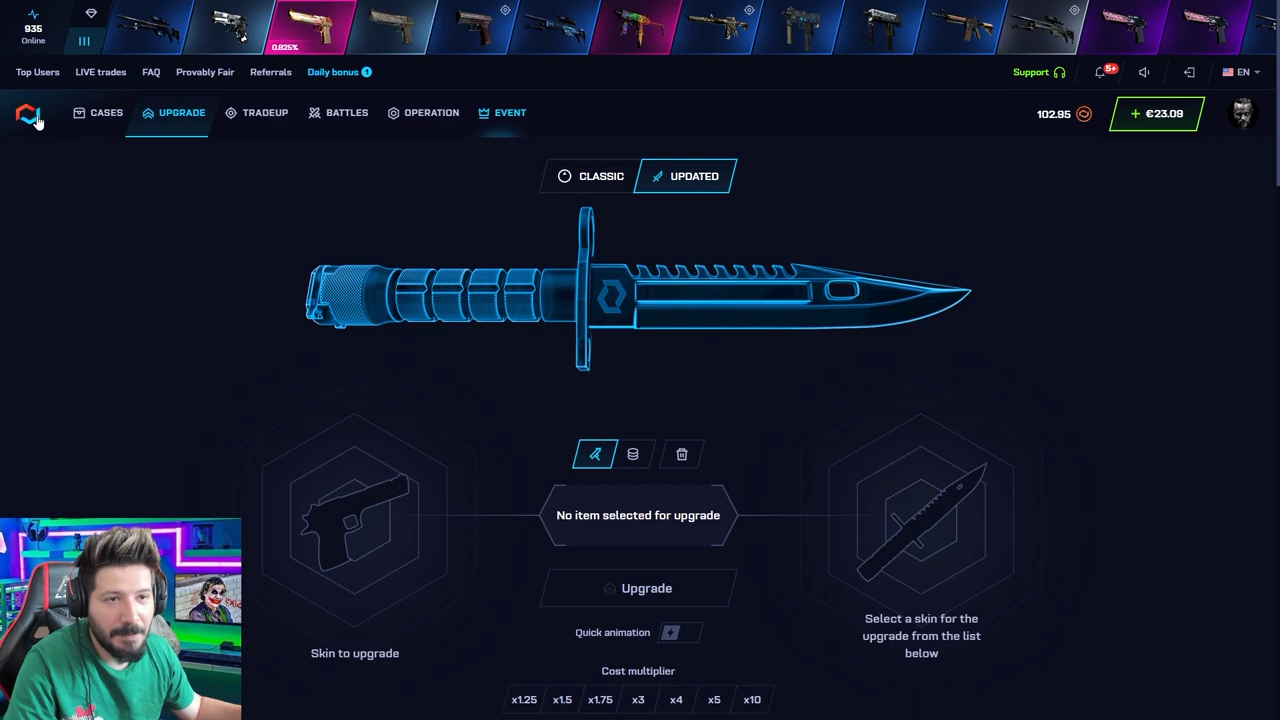 935
Online
0.825%
Top Users
LIVE trades
FAQ
Provably Fair
Referrals
Daily bonus 1
Support
5+
EN
CASES
UPGRADE
TRADEUP
BATTLES
OPERATION
EVENT
102.95
+ €23.09
CLASSIC
UPDATED
No item selected for upgrade
Upgrade
Quick animation
Cost multiplier
x1.25
x1.5
x1.75
x3
x4
x5
x10
Skin to upgrade
Select a skin for the
upgrade from the list
below